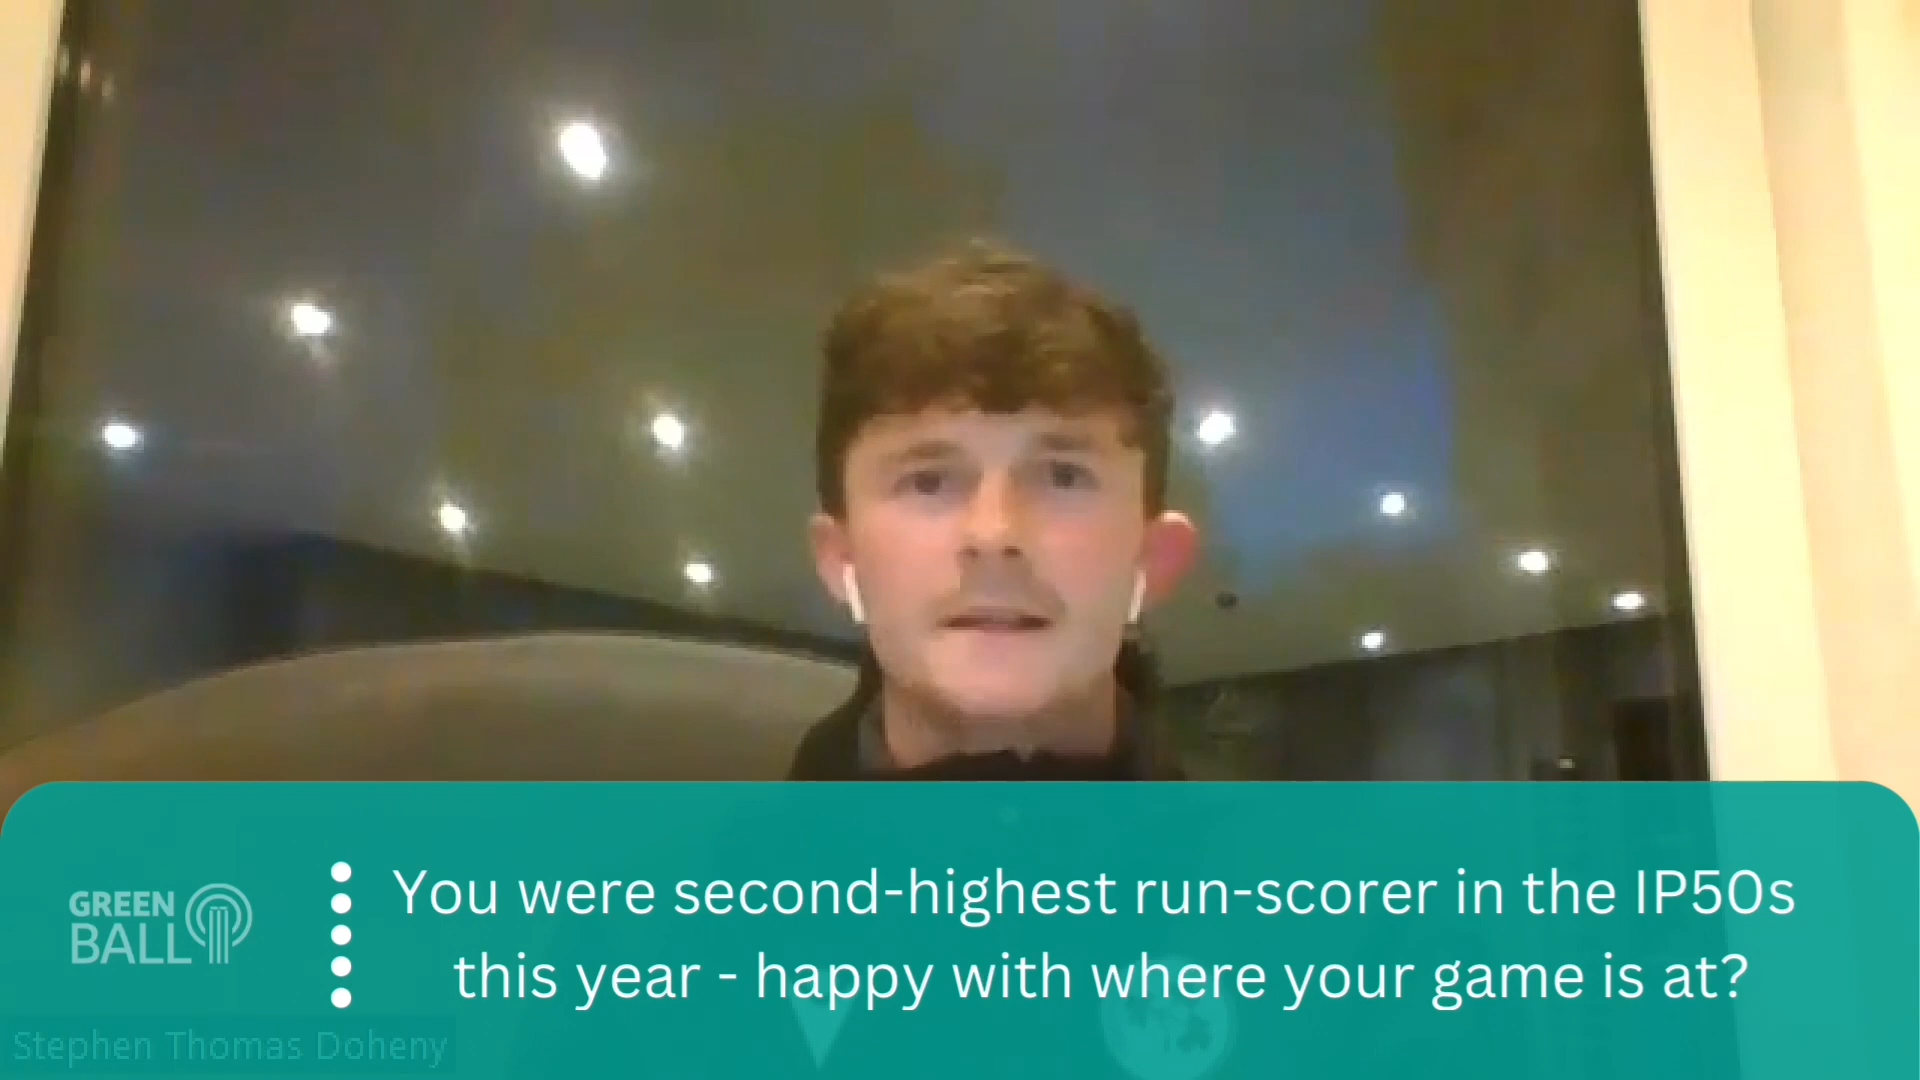 GREEN
BALL
You were second-highest run-scorer in the IP50s
this year - happy with where your game is at?
Stephen Thomas Doheny